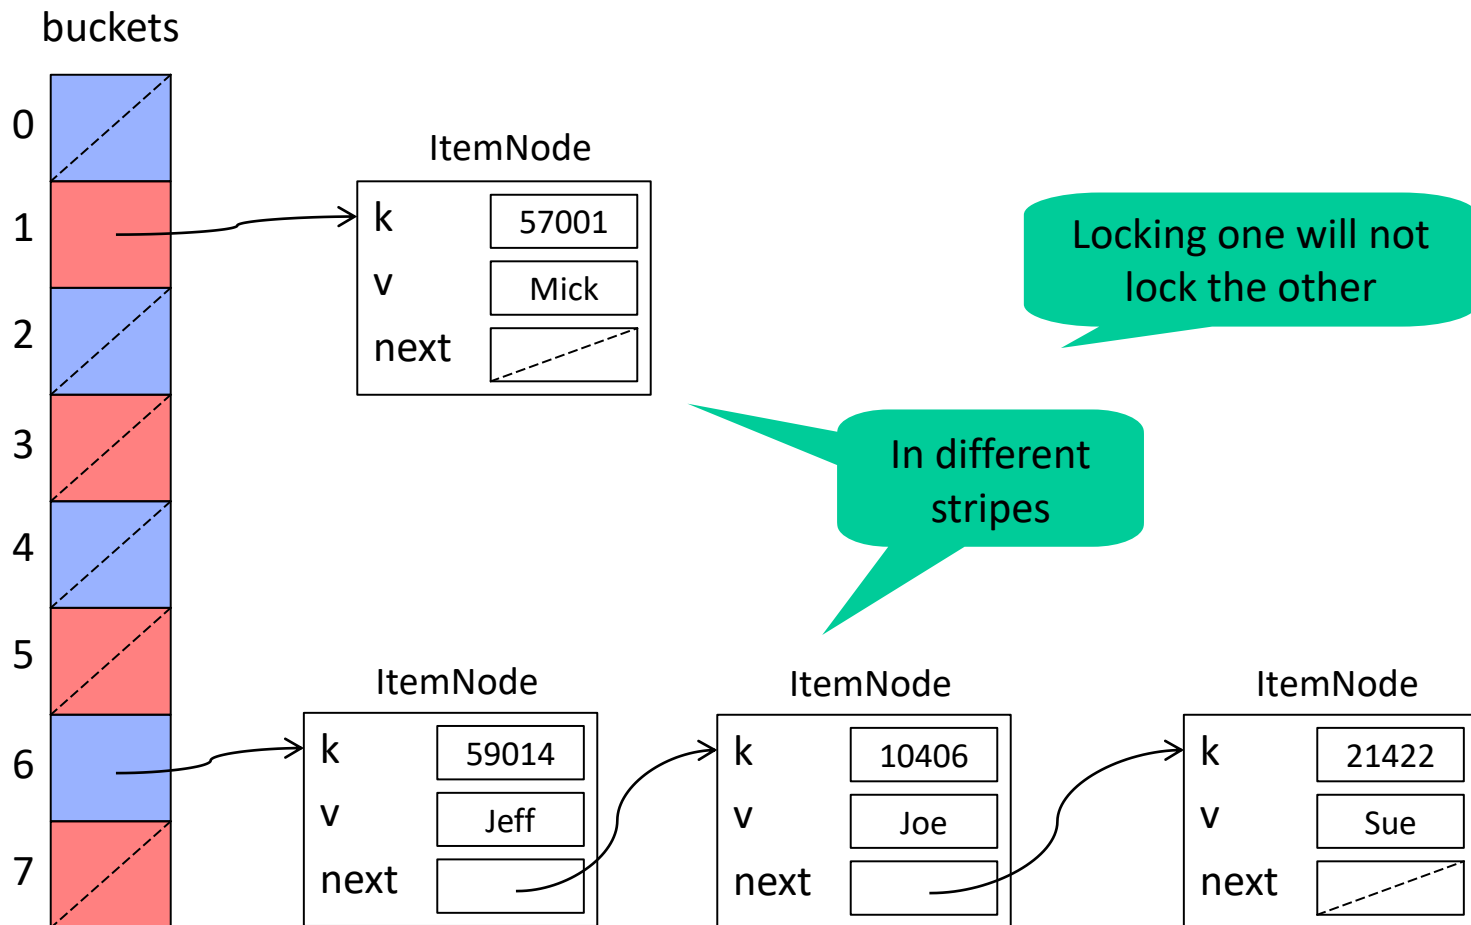 buckets
0
1
2
3
4
5
6
7
ItemNode
k 57001
v Mick
next
Locking one will not
lock the other
In different
stripes
ItemNode
k 59014
v Jeff
next
ItemNode
k 10406
v Joe
next
ItemNode
k 21422
v Sue
next